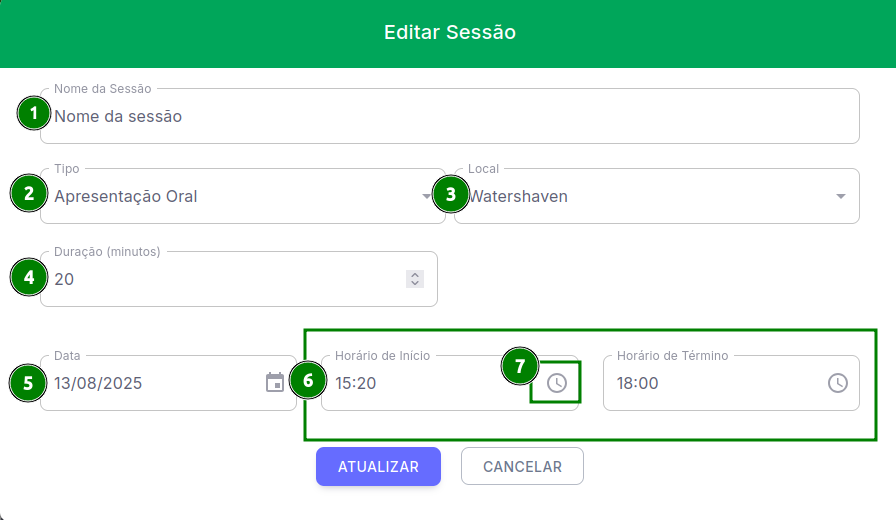 Editar Sessão
Nome da Sessão
1 Nome da sessão
Tipo Local
2 Apresentação Oral 3 Watershaven
Duração (minutos)
4 20
Data Horário de Início Horário de Término
5 13/08/2025 6 15:20 7 18:00
ATUALIZAR CANCELAR